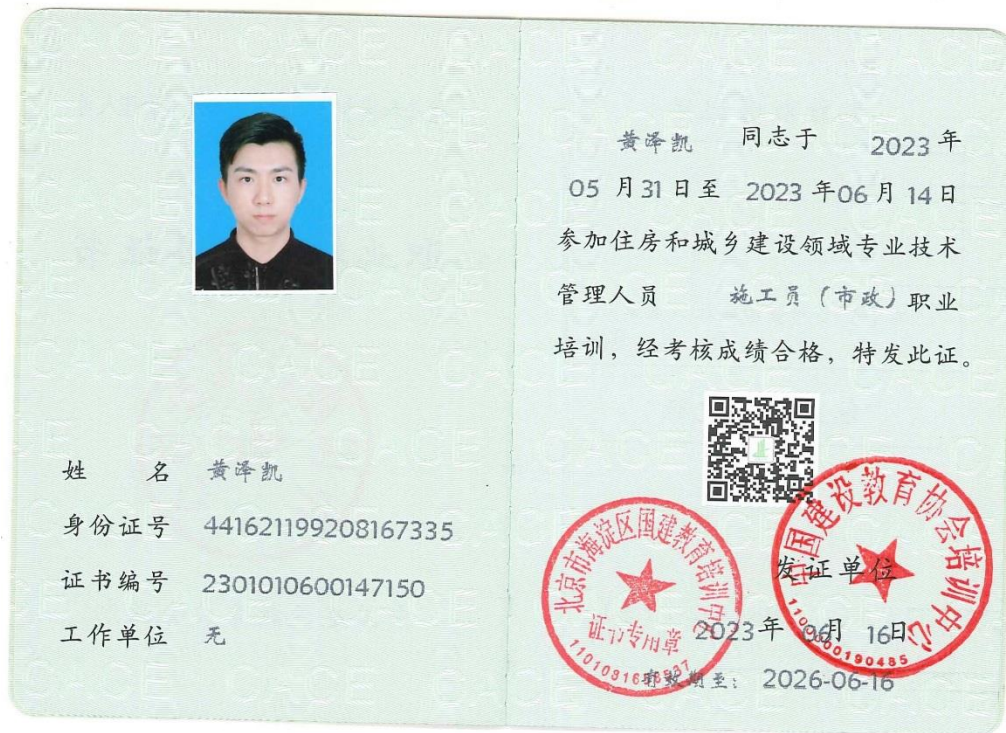 姓 名 黄泽凯
身份证号 441621199208167335
证书编号 2301010600147150
工作单位 无
黄泽凯 同志于 2023 年
05 月 31 日至 2023 年 06 月 14 日
参加住房和城乡建设领域专业技术
管理人员 施工员（市政）职业
培训，经考核成绩合格，特发此证。
北京市海淀区国建教育培训中心
证书专用章
中国建设教育协会培训中心
发证单位
2023 年 06 月 16 日
有效期至： 2026-06-16
CACE